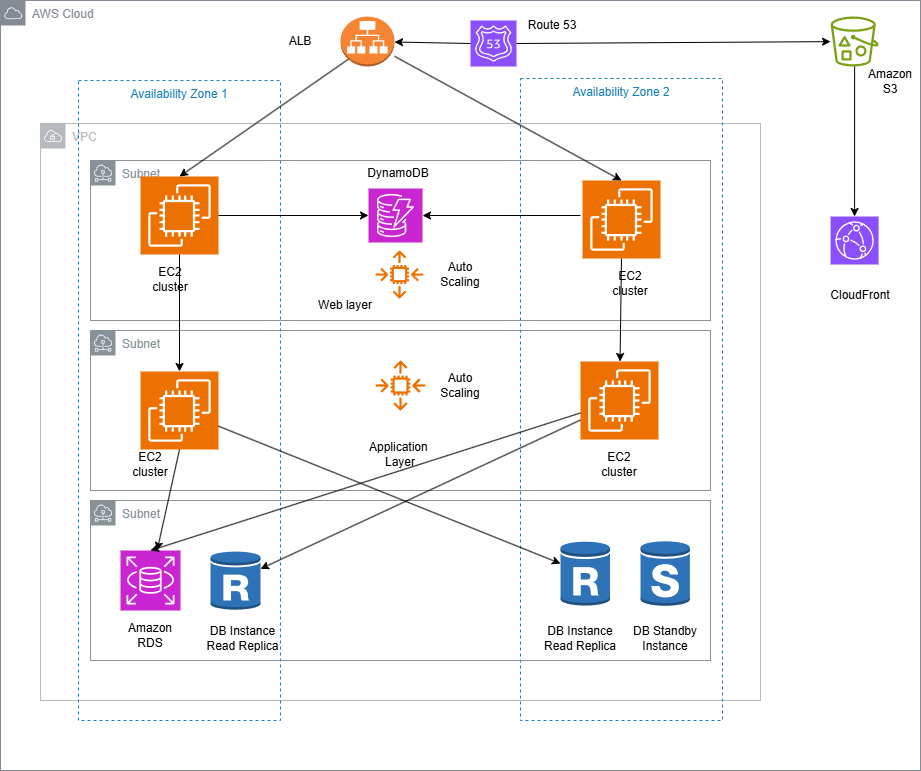 AWS Cloud
ALB
Route 53
53
Amazon
S3
Availability Zone 1
Availability Zone 2
VPC
Subnet
DynamoDB
EC2
cluster
Auto
Scaling
EC2
cluster
Web layer
CloudFront
Subnet
Auto
Scaling
Application
Layer
EC2
cluster
EC2
cluster
Subnet
R
R
S
Amazon
RDS
DB Instance
Read Replica
DB Instance
Read Replica
DB Standby
Instance